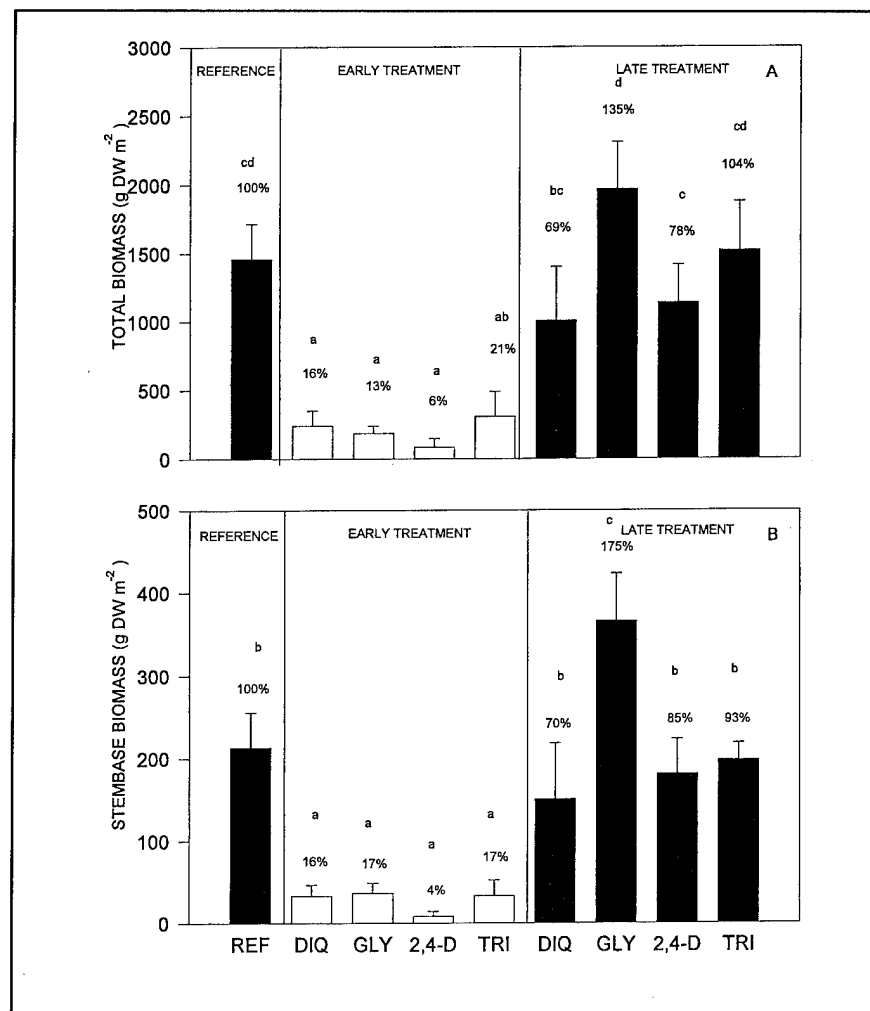 3000
REFERENCE EARLY TREATMENT LATE TREATMENT A
d
2500 135%
cd
cd 104%
2000 100% bc c
69% 78%
1500
TOTAL BIOMASS (g DW m-2)
1000 ab
a a a 21%
500 16% 13% 6%
0
500
REFERENCE EARLY TREATMENT LATE TREATMENT B
c
175%
400
STEMBASE BIOMASS (g DW m-2)
300
b b b b
100% 70% 85% 93%
200
100 a a a a
16% 17% 4% 17%
0
REF DIQ GLY 2,4-D TRI DIQ GLY 2,4-D TRI